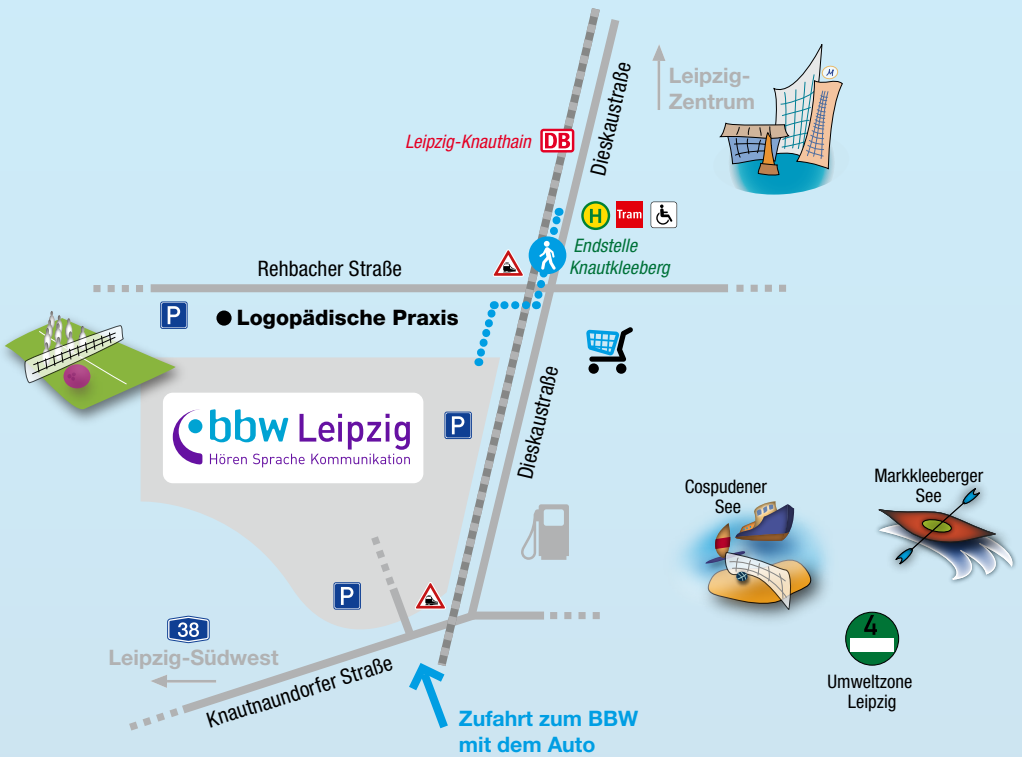 Leipzig-
Zentrum
M
Dieskaustraße
Leipzig-Knauthain DB
H Tram
Endstelle
Knautkleeberg
Rehbacher Straße
P
Logopädische Praxis
bbw Leipzig
Hören Sprache Kommunikation
P
Dieskaustraße
Cospudener
See
Markkleeberger
See
P
38
Leipzig-Südwest
Knautnaundorfer Straße
4
Umweltzone
Leipzig
Zufahrt zum BBW
mit dem Auto